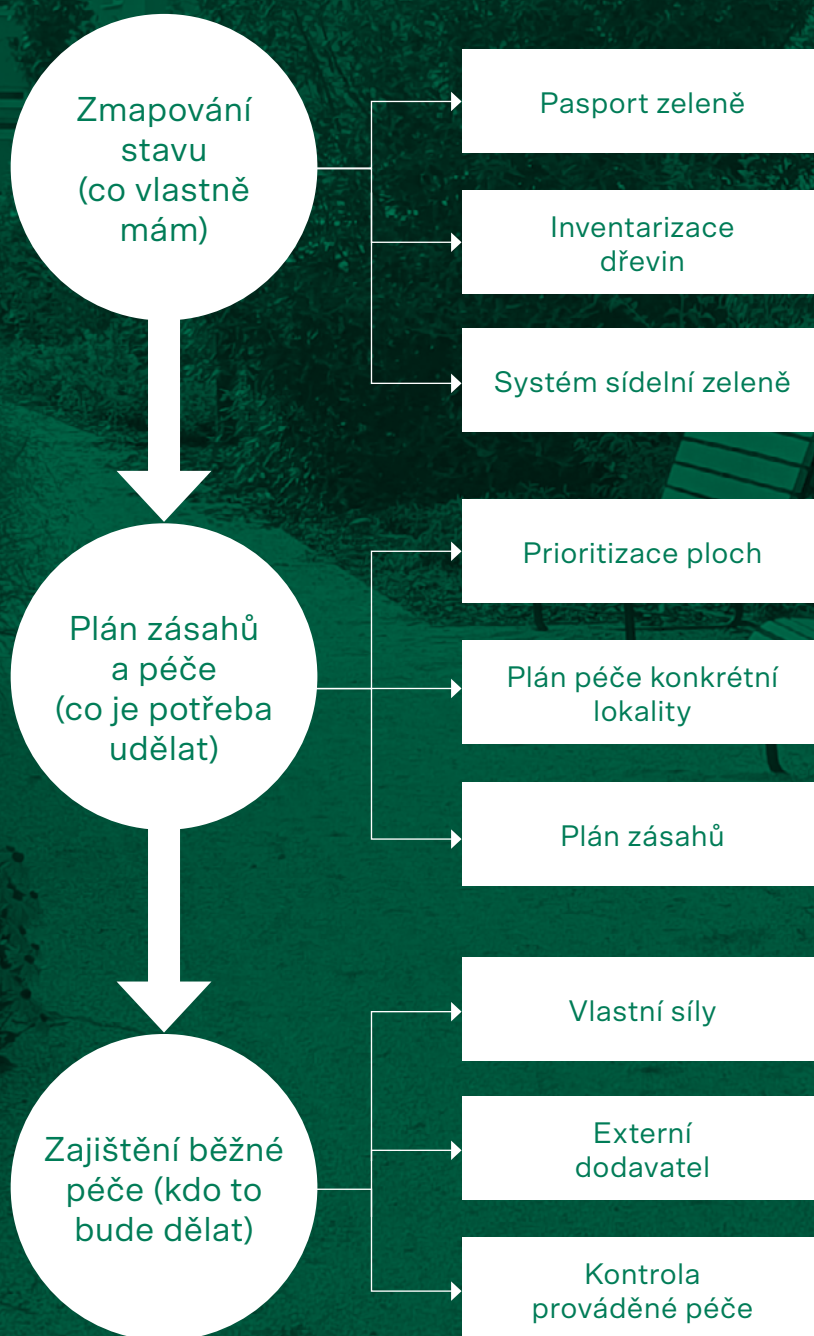 Zmapování
stavu
(co vlastně
mám)
Pasport zeleně
Inventarizace
dřevin
Systém sídelní zeleně
Plán zásahů
a péče
(co je potřeba
udělat)
Prioritizace ploch
Plán péče konkrétní
lokality
Plán zásahů
Zajištění běžné
péče (kdo to
bude dělat)
Vlastní síly
Externí
dodavatel
Kontrola
prováděné péče